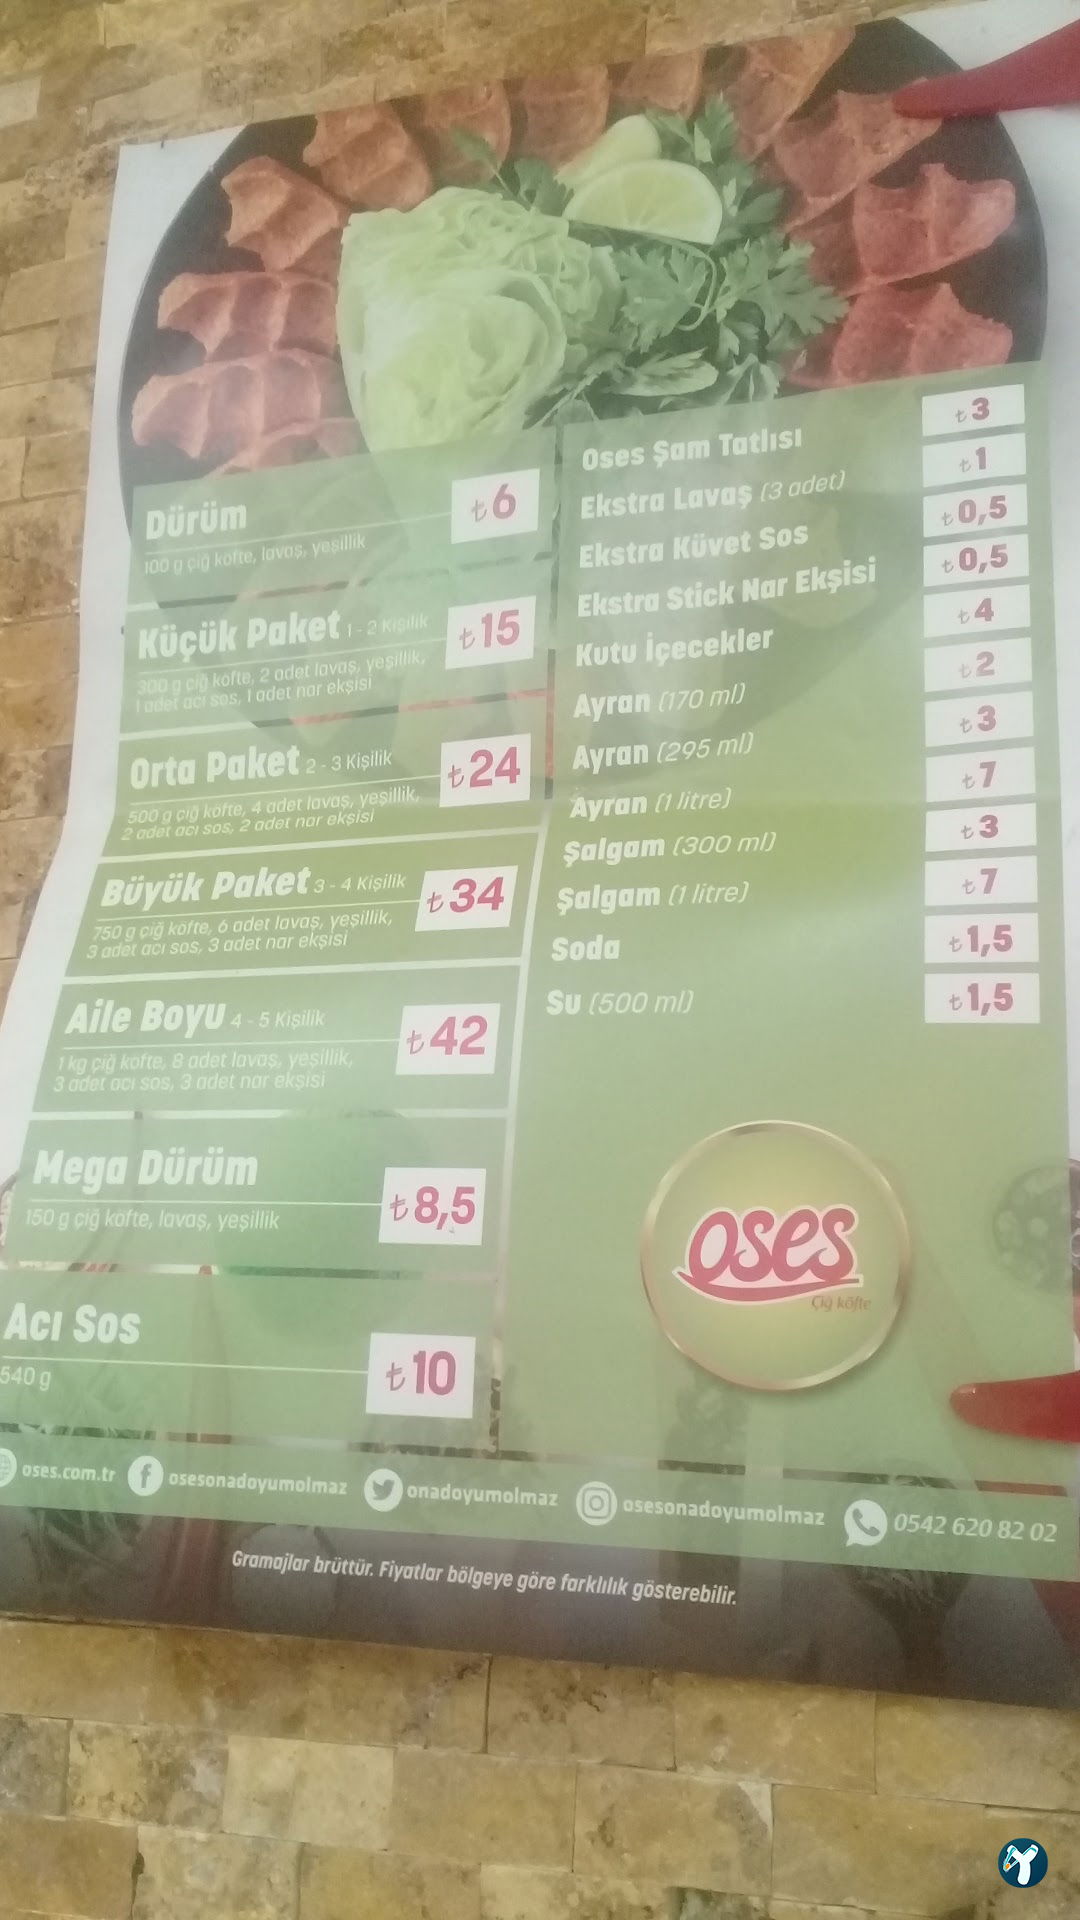 Dürüm ₺6
100 g çiğ köfte, lavaş, yeşillik
Küçük Paket 1 - 2 Kişilik ₺15
300 g çiğ köfte, 2 adet lavaş, yeşillik,
1 adet acı sos, 1 adet nar ekşisi
Orta Paket 2 - 3 Kişilik ₺24
500 g çiğ köfte, 4 adet lavaş, yeşillik,
2 adet acı sos, 2 adet nar ekşisi
Büyük Paket 3 - 4 Kişilik ₺34
750 g çiğ köfte, 6 adet lavaş, yeşillik,
3 adet acı sos, 3 adet nar ekşisi
Aile Boyu 4 - 5 Kişilik ₺42
1 kg çiğ köfte, 8 adet lavaş, yeşillik,
3 adet acı sos, 3 adet nar ekşisi
Mega Dürüm ₺8,5
150 g çiğ köfte, lavaş, yeşillik
Acı Sos ₺10
540 g
Oses Şam Tatlısı ₺3
Ekstra Lavaş (3 adet) ₺1
Ekstra Küvet Sos ₺0,5
Ekstra Stick Nar Ekşisi ₺0,5
Kutu İçecekler ₺4
Ayran (170 ml) ₺2
Ayran (295 ml) ₺3
Ayran (1 litre) ₺7
Şalgam (300 ml) ₺3
Şalgam (1 litre) ₺7
Soda ₺1,5
Su (500 ml) ₺1,5
oses
Çiğ köfte
oses.com.tr osesonadoyumolmaz onadoyumolmaz osesonadoyumolmaz 0542 620 82 02
Gramajlar brüttür. Fiyatlar bölgeye göre farklılık gösterebilir.